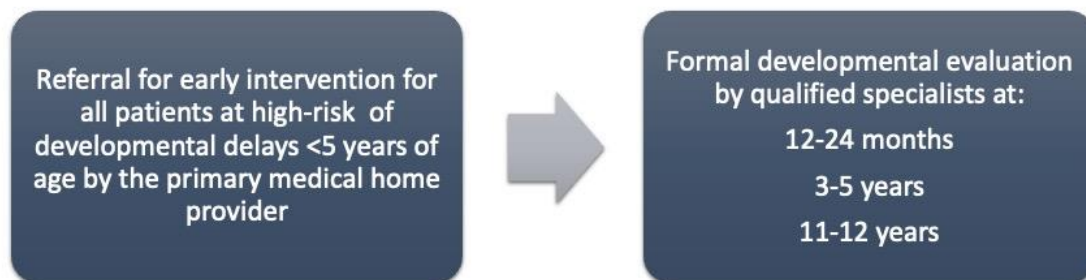 Referral for early intervention for
all patients at high-risk of
developmental delays <5 years of
age by the primary medical home
provider
Formal developmental evaluation
by qualified specialists at:
12-24 months
3-5 years
11-12 years